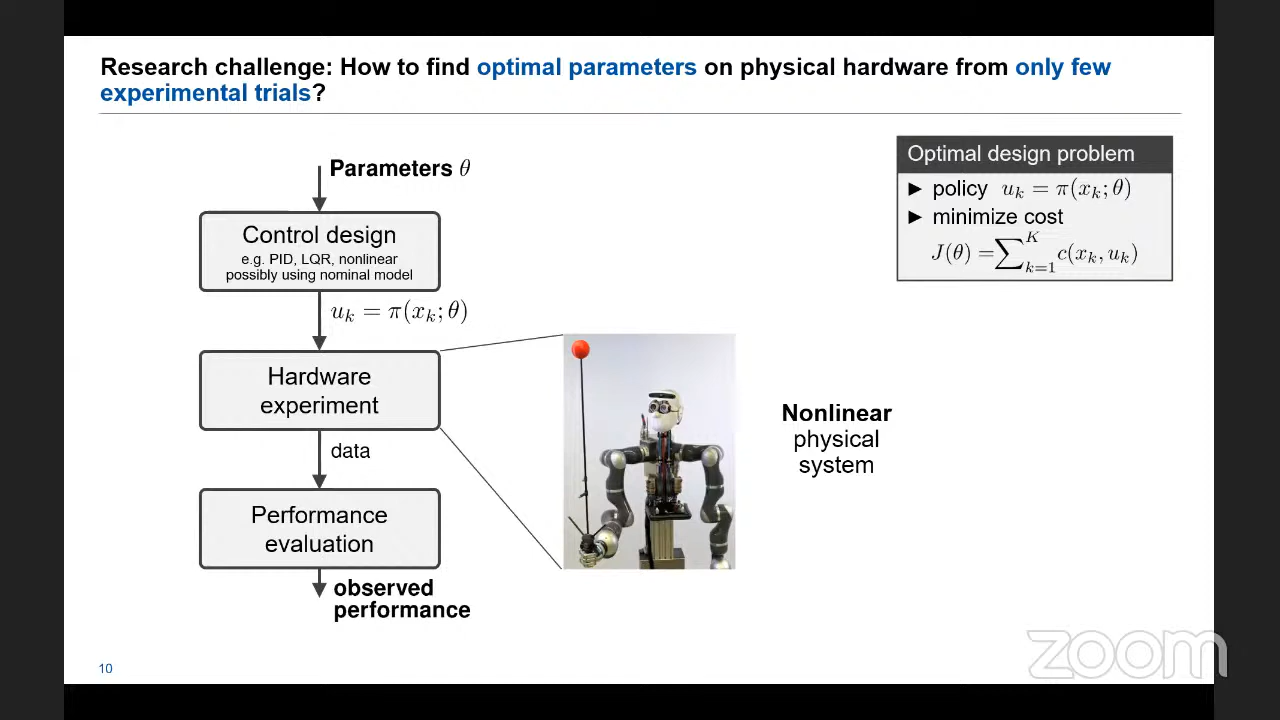 Research challenge: How to find optimal parameters on physical hardware from only few
experimental trials?
Parameters θ
Control design
e.g. PID, LQR, nonlinear
possibly using nominal model
u_k = π(x_k; θ)
Hardware
experiment
data
Performance
evaluation
observed
performance
Nonlinear
physical
system
Optimal design problem
► policy u_k = π(x_k; θ)
► minimize cost
J(θ) = ∑_{k=1}^{K} c(x_k, u_k)
10
zoom